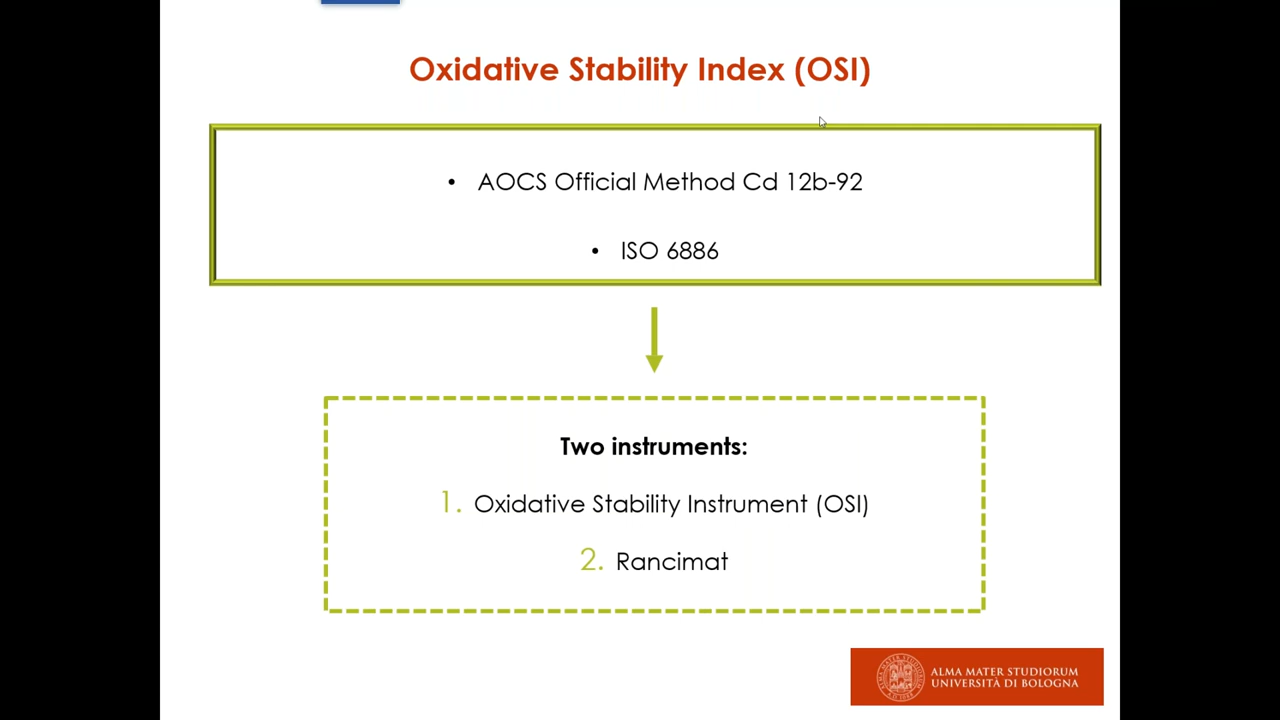 Oxidative Stability Index (OSI)
• AOCS Official Method Cd 12b-92
• ISO 6886
Two instruments:
1. Oxidative Stability Instrument (OSI)
2. Rancimat
ALMA MATER STUDIORUM
UNIVERSITÀ DI BOLOGNA